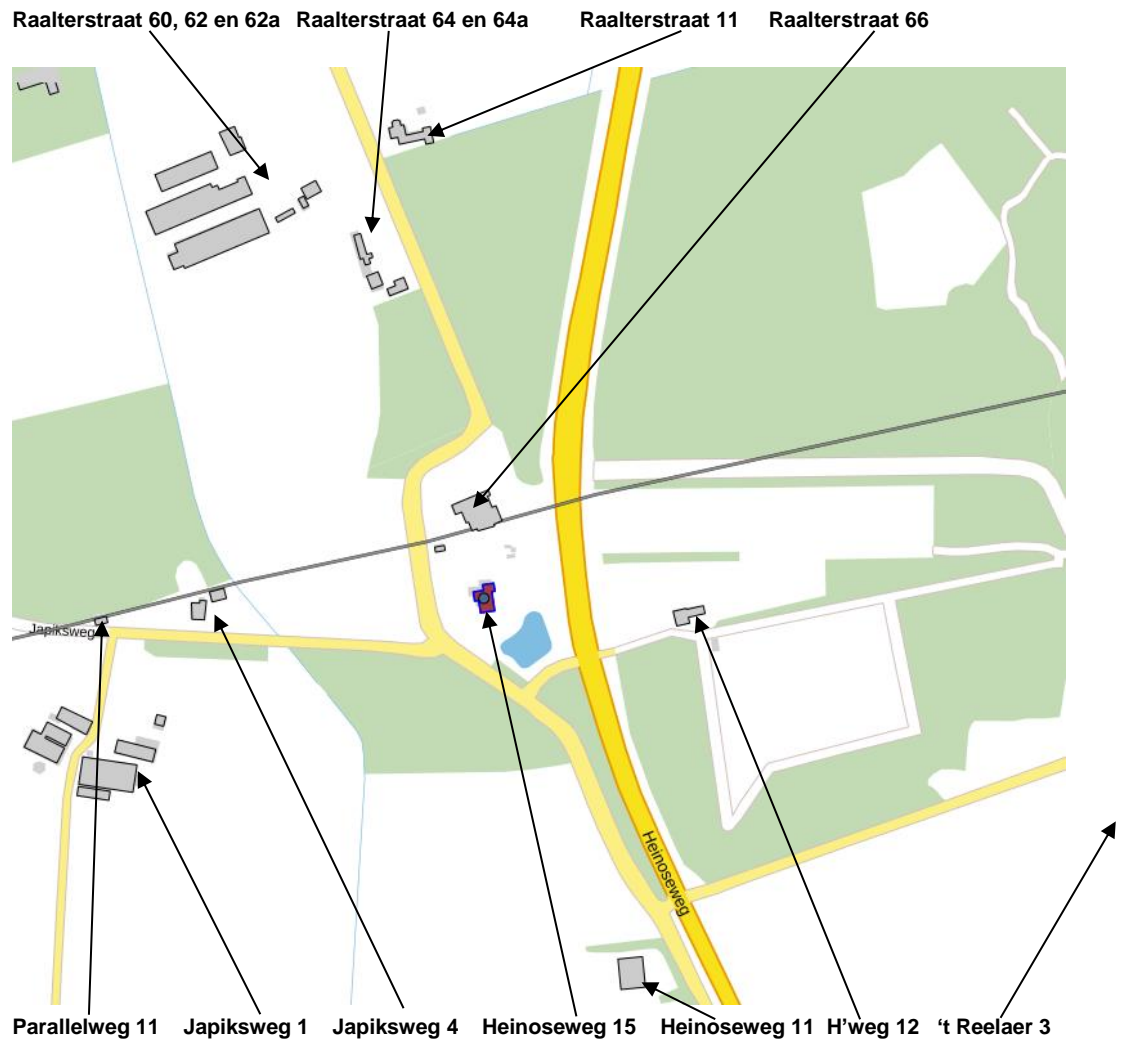 Raalterstraat 60, 62 en 62a Raalterstraat 64 en 64a Raalterstraat 11 Raalterstraat 66
Japiksweg
Heinoseweg
Parallelweg 11 Japiksweg 1 Japiksweg 4 Heinoseweg 15 Heinoseweg 11 H’weg 12 ‘t Reelaer 3